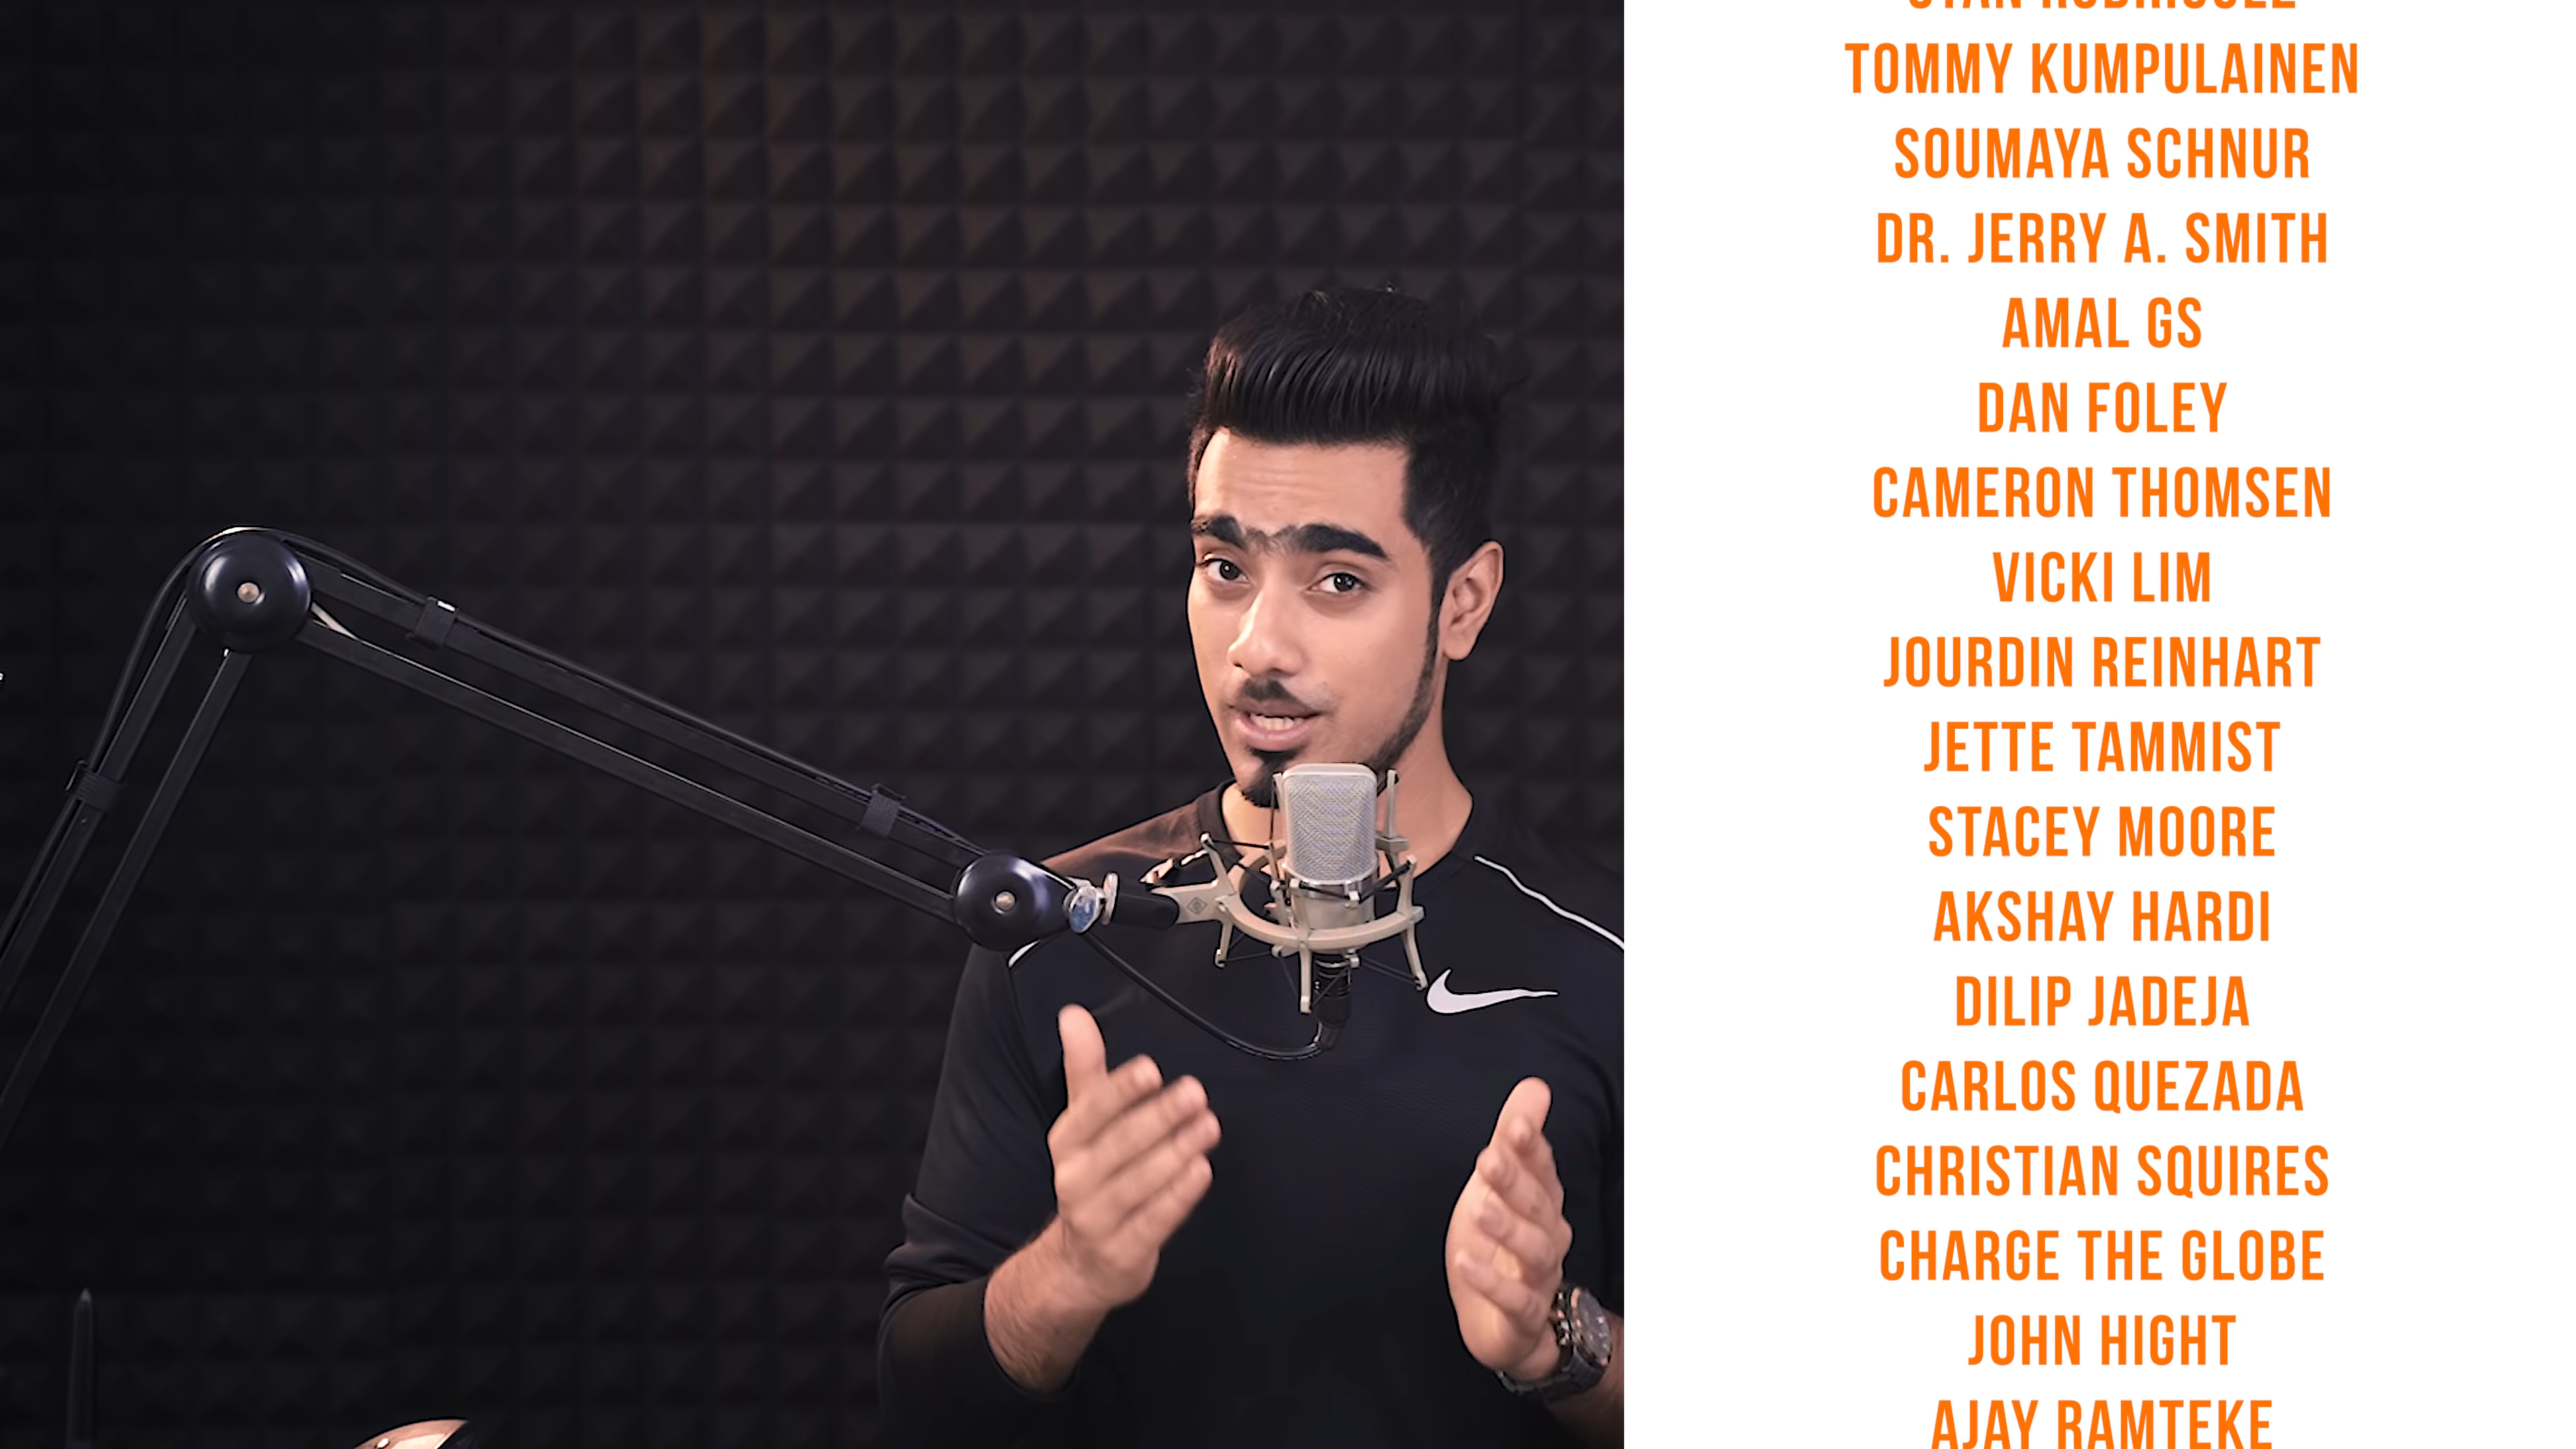 TOMMY KUMPULAINEN
SOUMAYA SCHNUR
DR. JERRY A. SMITH
AMAL GS
DAN FOLEY
CAMERON THOMSEN
VICKI LIM
JOURDIN REINHART
JETTE TAMMIST
STACEY MOORE
AKSHAY HARDI
DILIP JADEJA
CARLOS QUEZADA
CHRISTIAN SQUIRES
CHARGE THE GLOBE
JOHN HIGHT
AJAY RAMTEKE